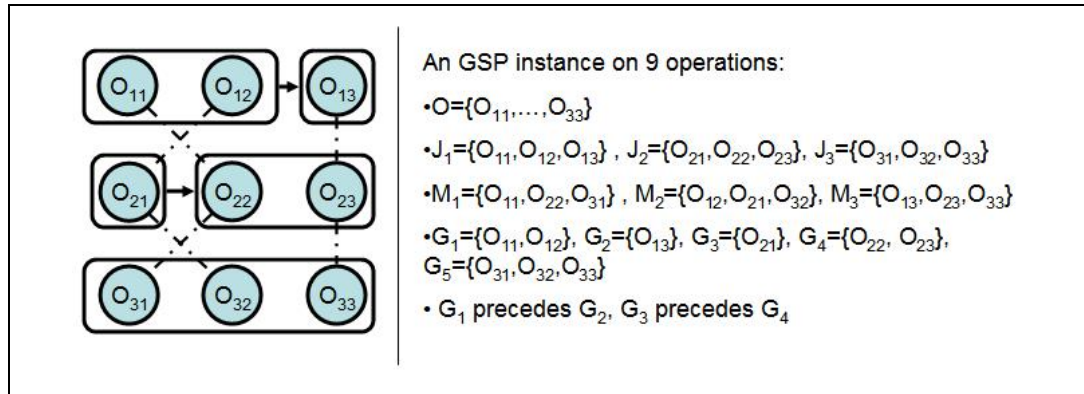 O₁₁ O₁₂ O₁₃
O₂₁ O₂₂ O₂₃
O₃₁ O₃₂ O₃₃
An GSP instance on 9 operations:
•O={O₁₁,…,O₃₃}
•J₁={O₁₁,O₁₂,O₁₃} , J₂={O₂₁,O₂₂,O₂₃}, J₃={O₃₁,O₃₂,O₃₃}
•M₁={O₁₁,O₂₂,O₃₁} , M₂={O₁₂,O₂₁,O₃₂}, M₃={O₁₃,O₂₃,O₃₃}
•G₁={O₁₁,O₁₂}, G₂={O₁₃}, G₃={O₂₁}, G₄={O₂₂, O₂₃},
G₅={O₃₁,O₃₂,O₃₃}
• G₁ precedes G₂, G₃ precedes G₄